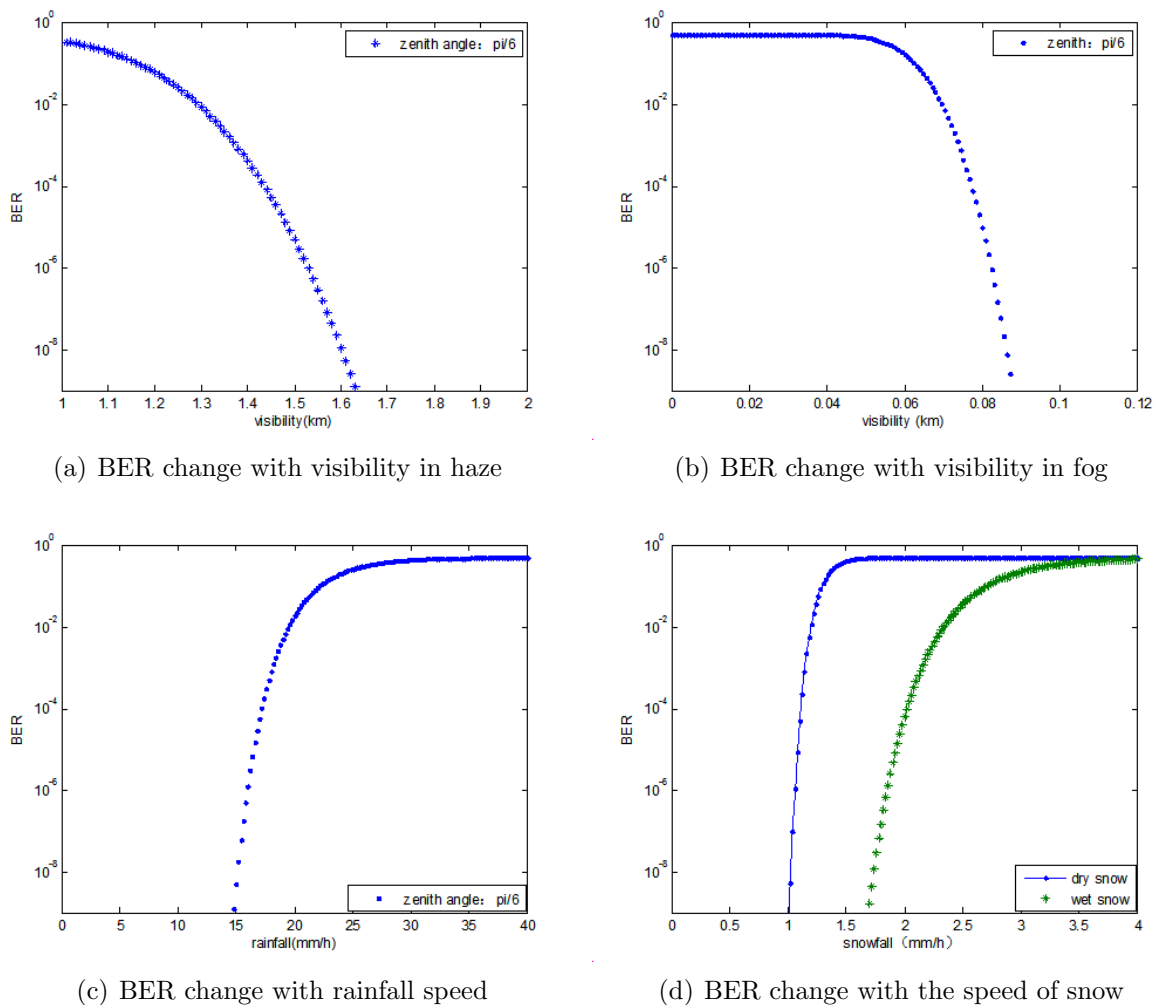 10^0
10^-2
10^-4
10^-6
10^-8
BER
1 1.1 1.2 1.3 1.4 1.5 1.6 1.7 1.8 1.9 2
visibility(km)
zenith angle：pi/6
(a) BER change with visibility in haze
10^0
10^-2
10^-4
10^-6
10^-8
BER
0 0.02 0.04 0.06 0.08 0.1 0.12
visibility (km)
zenith：pi/6
(b) BER change with visibility in fog
10^0
10^-2
10^-4
10^-6
10^-8
BER
0 5 10 15 20 25 30 35 40
rainfall(mm/h)
zenith angle：pi/6
(c) BER change with rainfall speed
10^0
10^-2
10^-4
10^-6
10^-8
BER
0 0.5 1 1.5 2 2.5 3 3.5 4
snowfall（mm/h）
dry snow
wet snow
(d) BER change with the speed of snow